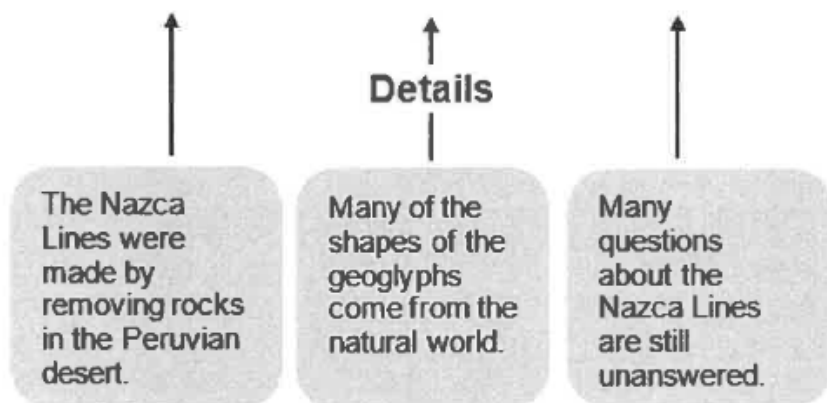 Details
The Nazca
Lines were
made by
removing rocks
in the Peruvian
desert.
Many of the
shapes of the
geoglyphs
come from the
natural world.
Many
questions
about the
Nazca Lines
are still
unanswered.